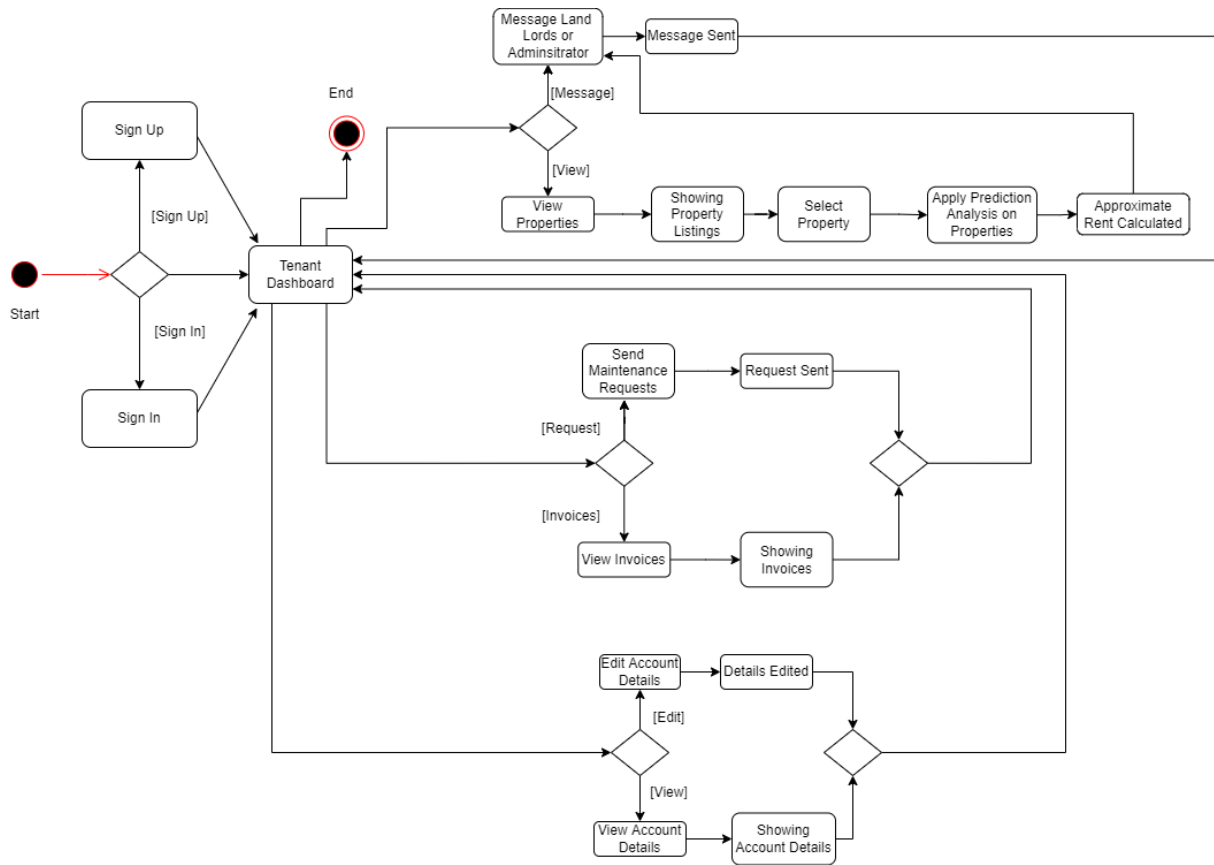 Message Land
Lords or
Adminsitrator
Message Sent
End
[Message]
Sign Up
[View]
View
Properties
Showing
Property
Listings
Select
Property
Apply Prediction
Analysis on
Properties
Approximate
Rent Calculated
[Sign Up]
Tenant
Dashboard
Start
[Sign In]
Sign In
Send
Maintenance
Requests
Request Sent
[Request]
[Invoices]
View Invoices
Showing
Invoices
Edit Account
Details
Details Edited
[Edit]
[View]
View Account
Details
Showing
Account Details